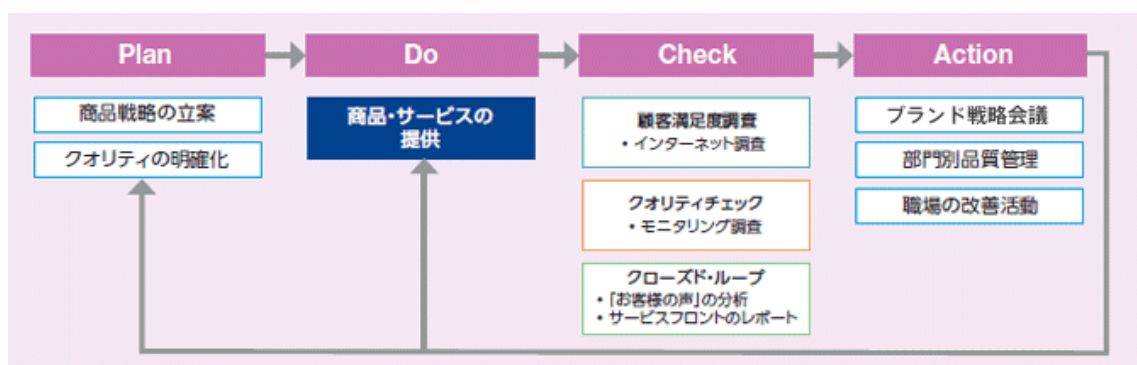 Plan
商品戦略の立案
クオリティの明確化
Do
商品・サービスの
提供
Check
顧客満足度調査
・インターネット調査
クオリティチェック
・モニタリング調査
クローズド・ループ
・「お客様の声」の分析
・サービスフロントのレポート
Action
ブランド戦略会議
部門別品質管理
職場の改善活動